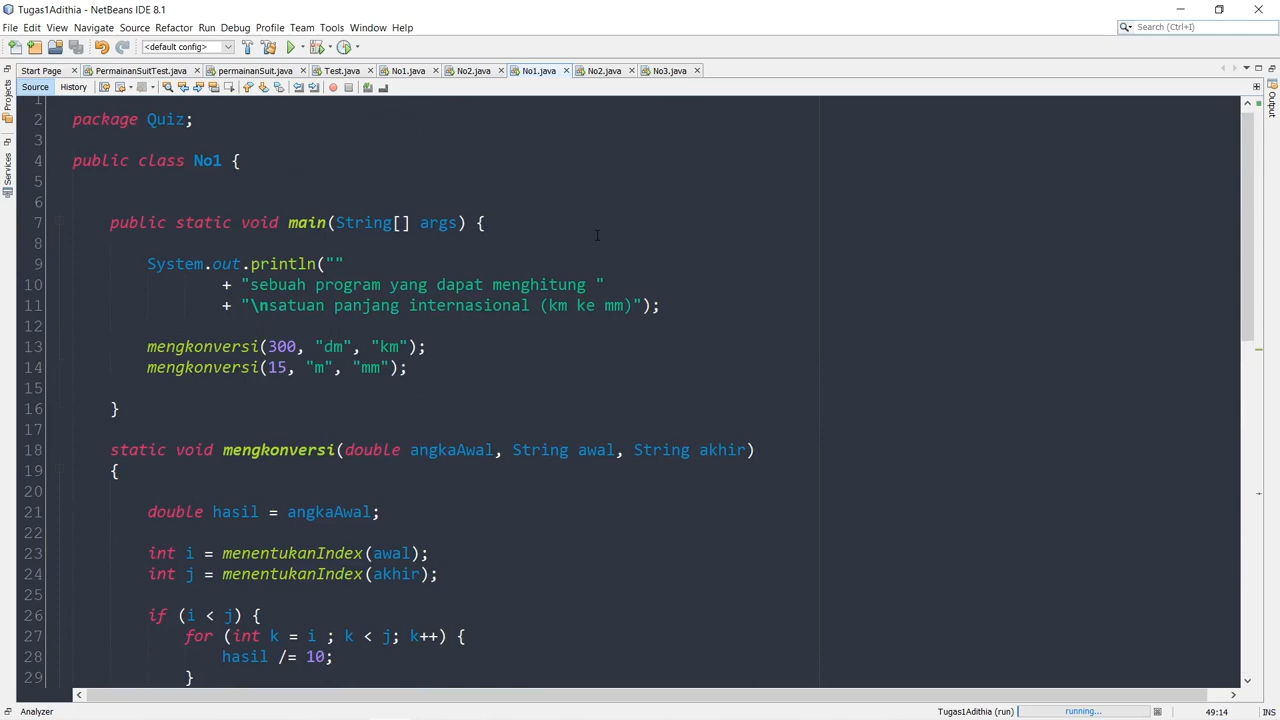 Tugas1Adithia - NetBeans IDE 8.1
File Edit View Navigate Source Refactor Run Debug Profile Team Tools Window Help
Search (Ctrl+I)
<default config>
Start Page PermainanSuitTest.java permainanSuit.java Test.java No1.java No2.java No1.java No2.java No3.java
Source History
Projects
Services
Output
1
2 package Quiz;
3
4 public class No1 {
5
6
7 public static void main(String[] args) {
8
9 System.out.println(""
10 + "sebuah program yang dapat menghitung "
11 + "\nsatuan panjang internasional (km ke mm)");
12
13 mengkonversi(300, "dm", "km");
14 mengkonversi(15, "m", "mm");
15
16 }
17
18 static void mengkonversi(double angkaAwal, String awal, String akhir)
19 {
20
21 double hasil = angkaAwal;
22
23 int i = menentukanIndex(awal);
24 int j = menentukanIndex(akhir);
25
26 if (i < j) {
27 for (int k = i ; k < j; k++) {
28 hasil /= 10;
29 }
Analyzer
Tugas1Adithia (run)
running...
49:14
INS